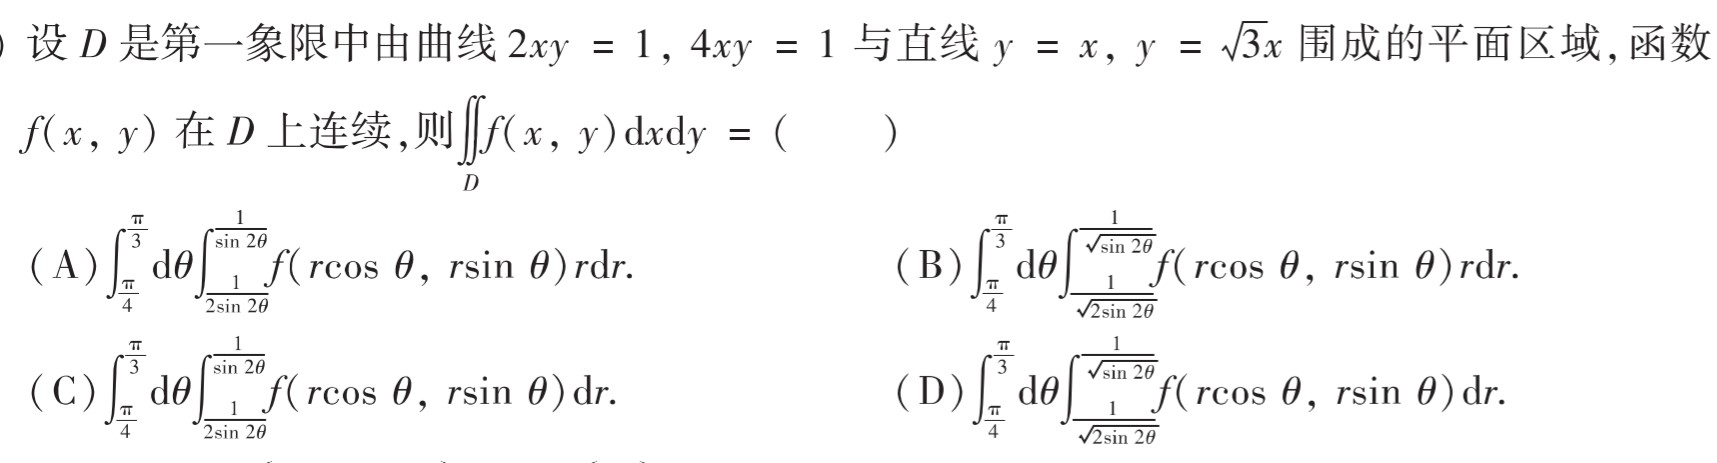 ) 设 D 是第一象限中由曲线 2xy = 1, 4xy = 1 与直线 y = x, y = √3x 围成的平面区域,函数
f(x, y) 在 D 上连续,则∬_D f(x, y)dxdy = (    )
(A)∫_{π/4}^{π/3} dθ∫_{1/(2sin 2θ)}^{1/(sin 2θ)} f(rcos θ, rsin θ)rdr. (B)∫_{π/4}^{π/3} dθ∫_{1/√(2sin 2θ)}^{1/√(sin 2θ)} f(rcos θ, rsin θ)rdr.
(C)∫_{π/4}^{π/3} dθ∫_{1/(2sin 2θ)}^{1/(sin 2θ)} f(rcos θ, rsin θ)dr. (D)∫_{π/4}^{π/3} dθ∫_{1/√(2sin 2θ)}^{1/√(sin 2θ)} f(rcos θ, rsin θ)dr.